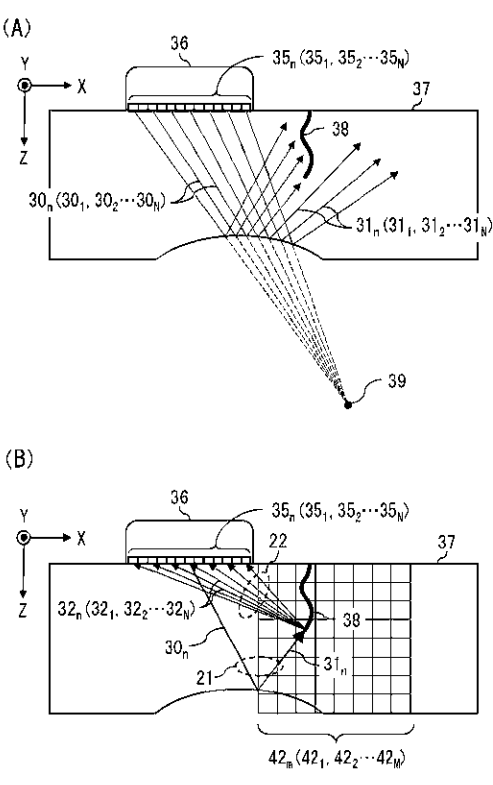 (A)
36
35n(351, 352⋯35N)
Y
X
Z
37
38
30n(301, 302⋯30N)
31n(311, 312⋯31N)
39
(B)
36
35n(351, 352⋯35N)
Y
22
X
37
Z
32n(321, 322⋯32N)
38
30n
31n
21
42m(421, 422⋯42M)